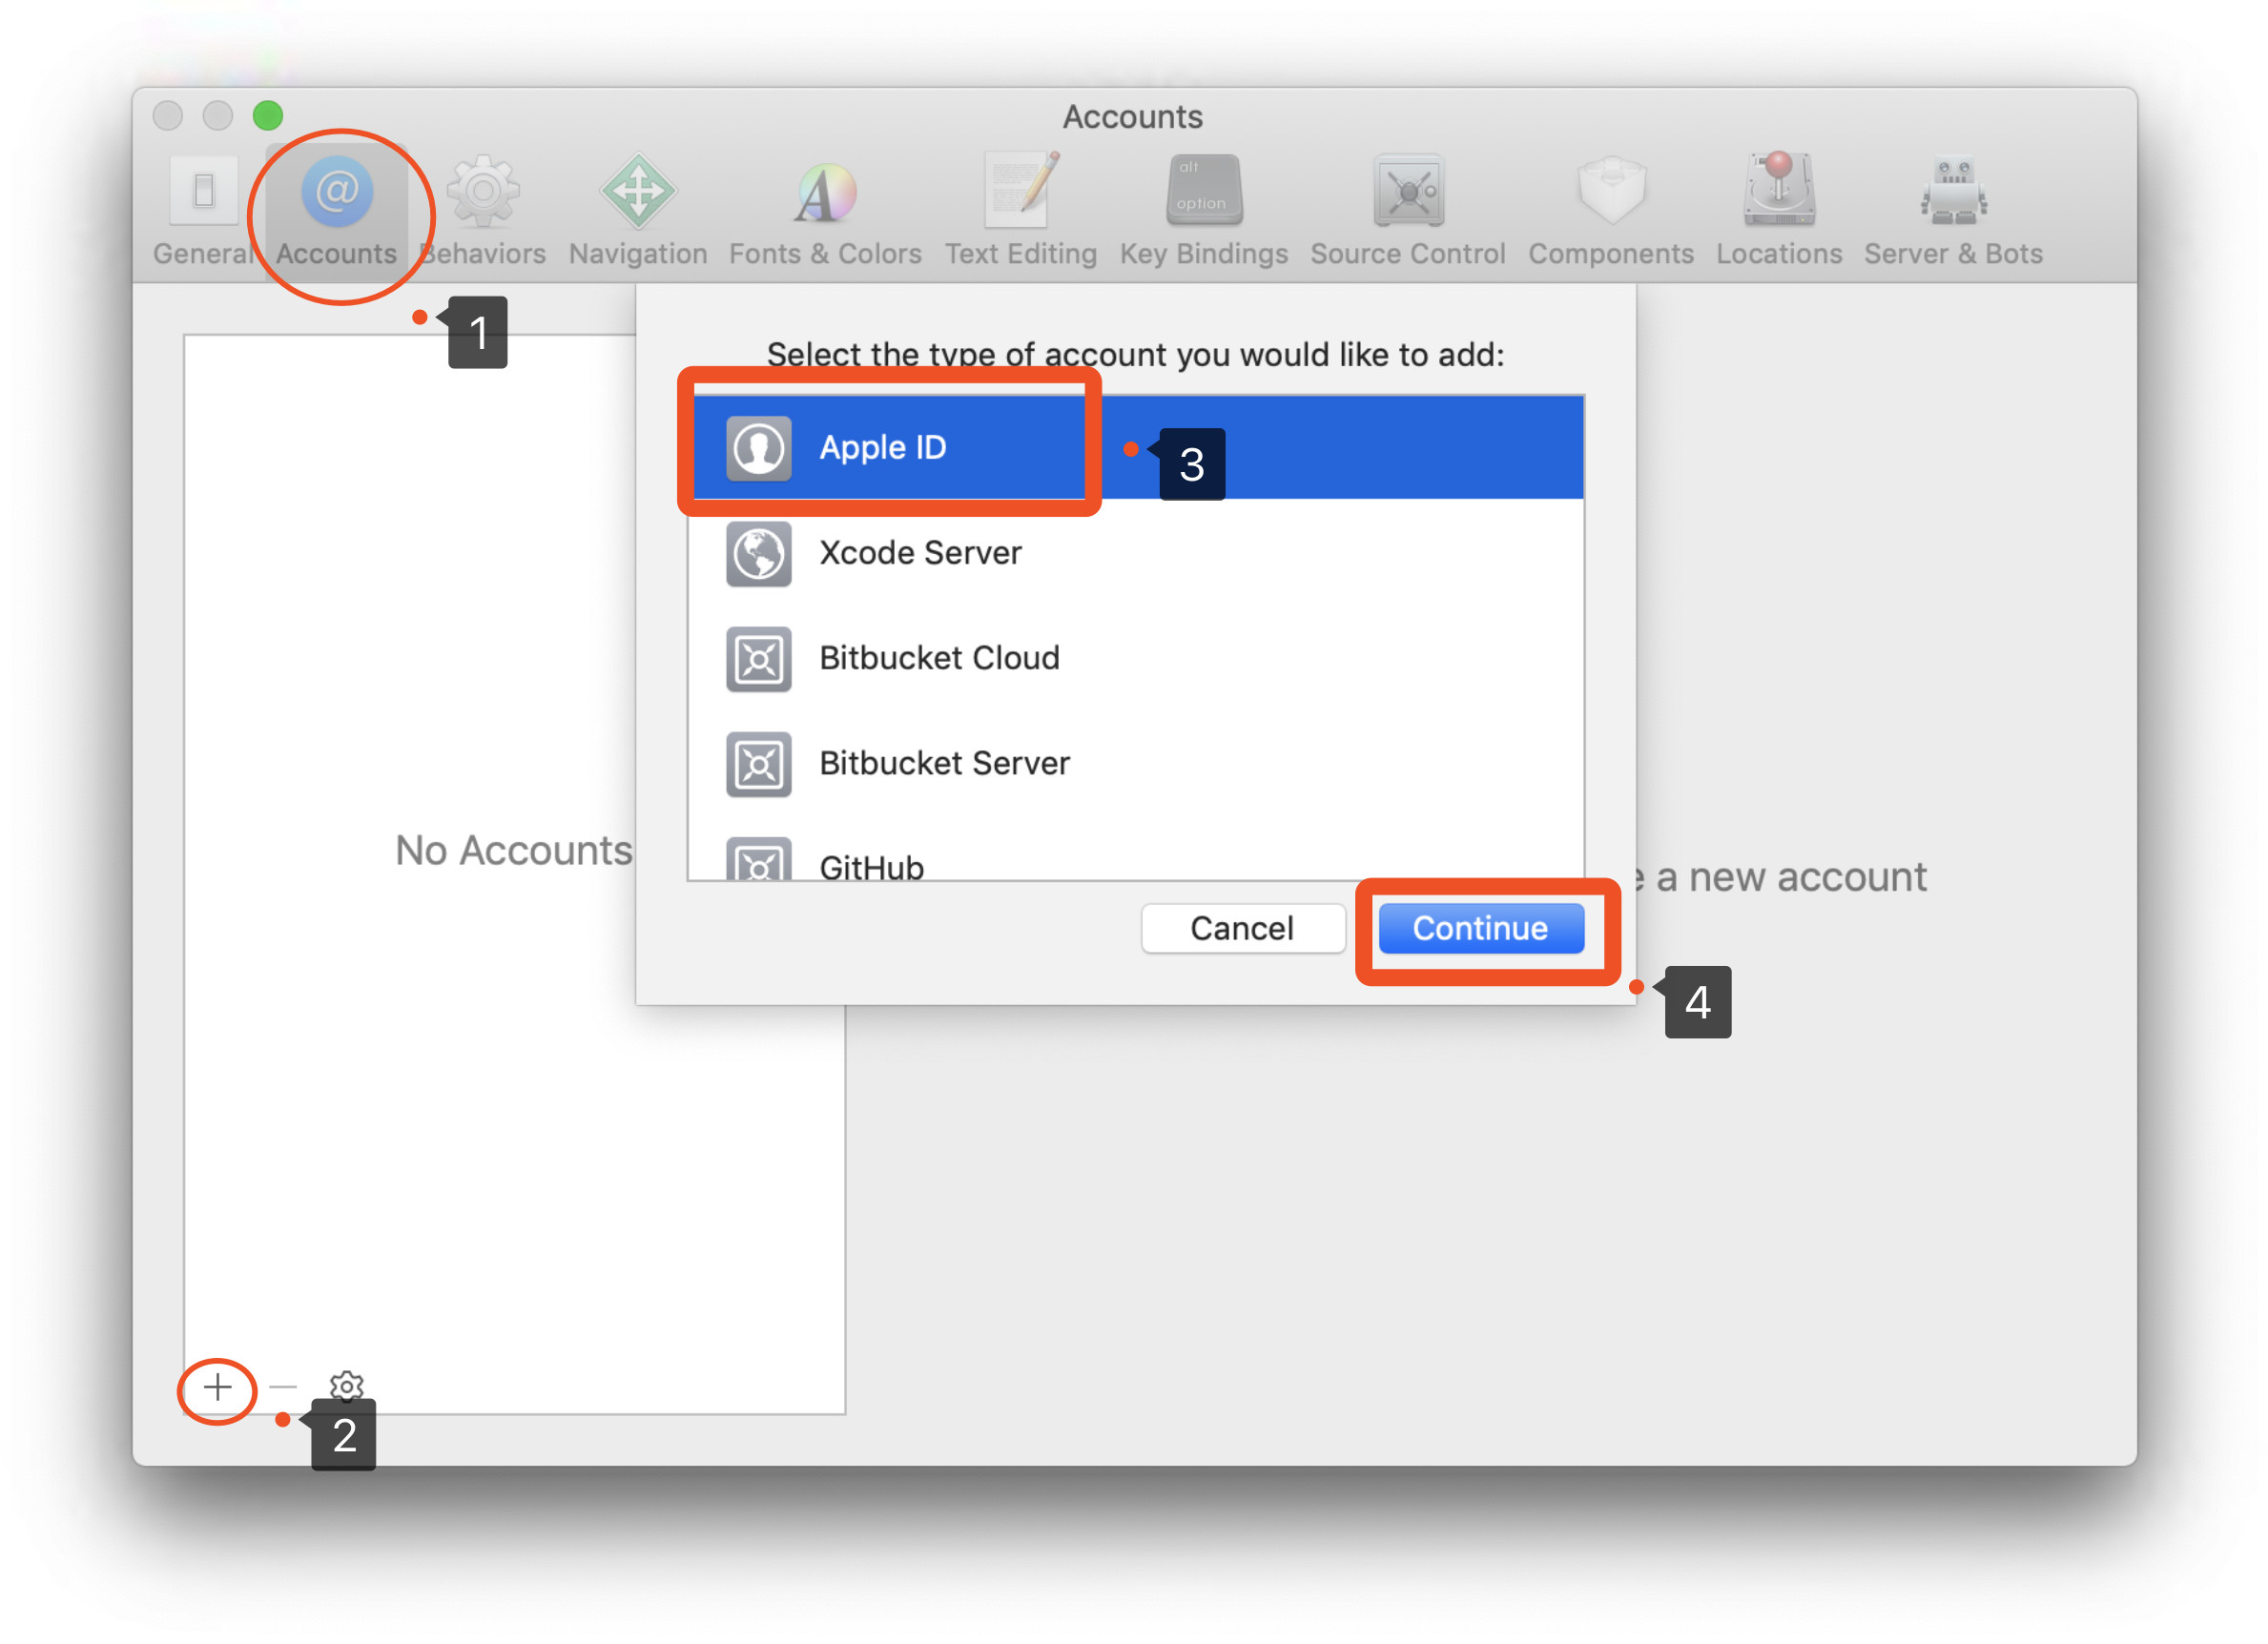 Accounts
General Accounts Behaviors Navigation Fonts & Colors Text Editing Key Bindings Source Control Components Locations Server & Bots
alt
option
1
Select the type of account you would like to add:
Apple ID
3
Xcode Server
Bitbucket Cloud
Bitbucket Server
GitHub
No Accounts
e a new account
Cancel Continue
4
2